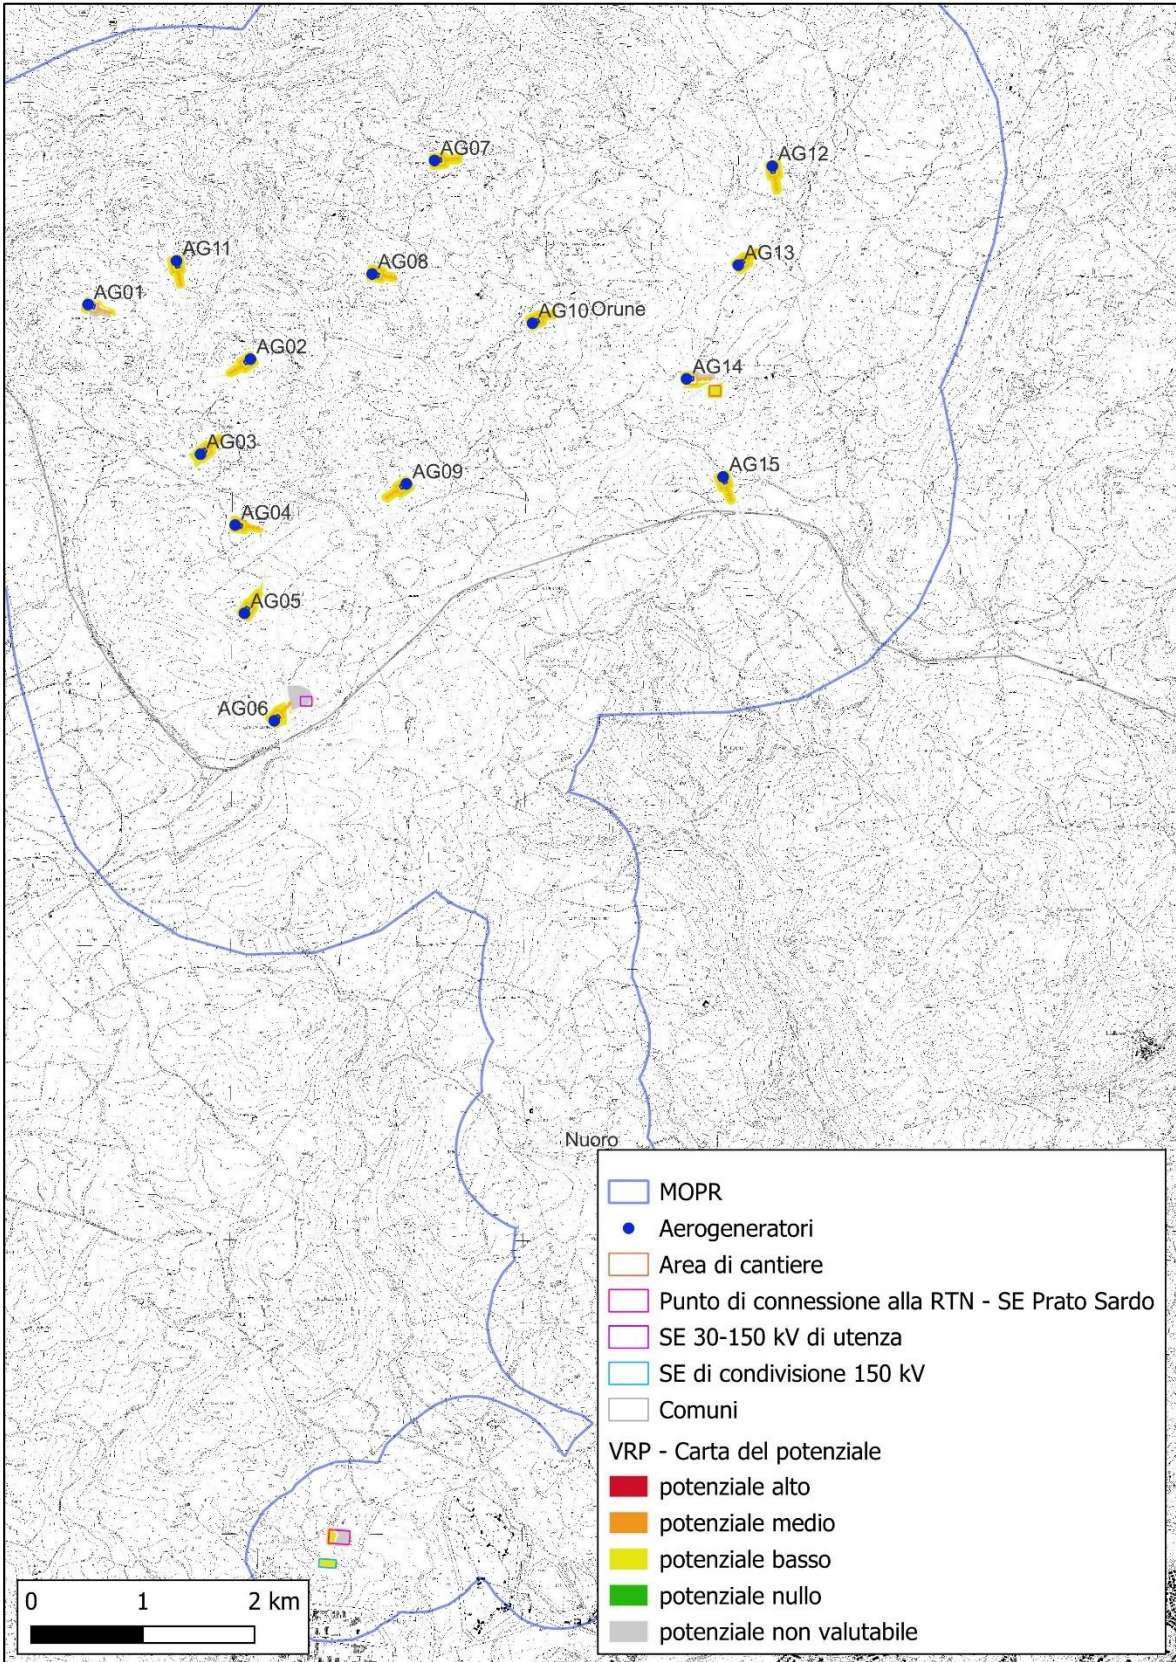 AG07
AG12
AG11
AG08
AG13
AG01
AG10 Orune
AG02
AG14
AG03
AG09
AG15
AG04
AG05
AG06
Nuoro
MOPR
Aerogeneratori
Area di cantiere
Punto di connessione alla RTN - SE Prato Sardo
SE 30-150 kV di utenza
SE di condivisione 150 kV
Comuni
VRP - Carta del potenziale
potenziale alto
potenziale medio
potenziale basso
potenziale nullo
potenziale non valutabile
0 1 2 km